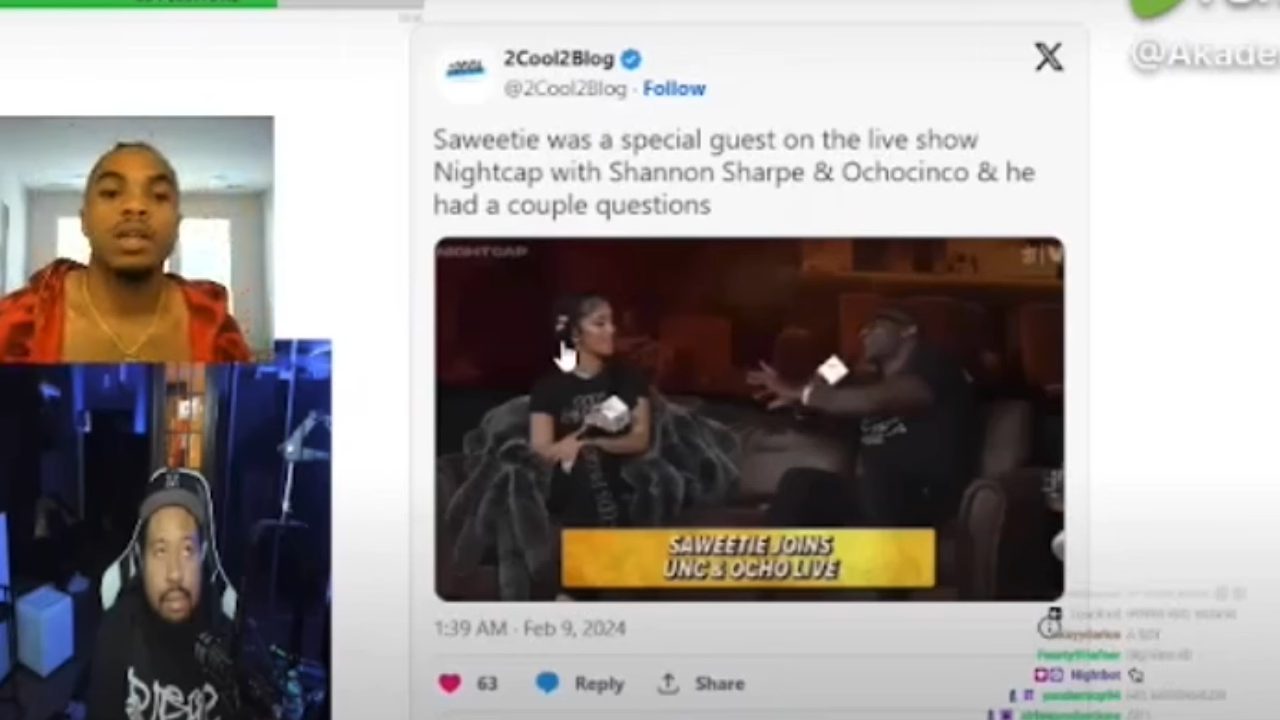 2Cool2Blog
@2Cool2Blog · Follow
X
@Akade
Saweetie was a special guest on the live show
Nightcap with Shannon Sharpe & Ochocinco & he
had a couple questions
NIGHTCAP
SAWEETIE JOINS
UNC & OCHO LIVE
1:39 AM · Feb 9, 2024
63
Reply
Share
Nightbot